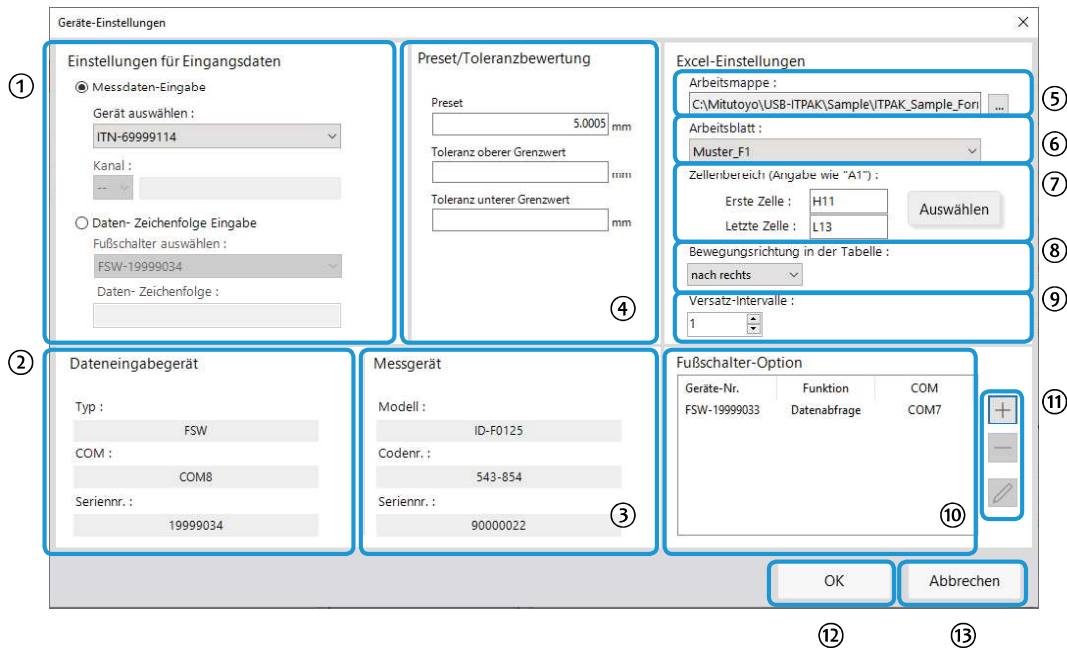 Geräte-Einstellungen
①
Einstellungen für Eingangsdaten
Messdaten-Eingabe
Gerät auswählen :
ITN-69999114
Kanal :
--
Daten- Zeichenfolge Eingabe
Fußschalter auswählen :
FSW-19999034
Daten- Zeichenfolge :
Preset/Toleranzbewertung
Preset
5.0005 mm
Toleranz oberer Grenzwert
mm
Toleranz unterer Grenzwert
mm
④
Excel-Einstellungen
Arbeitsmappe :
C:\Mitutoyo\USB-ITPAK\Sample\ITPAK_Sample_For ...
⑤
Arbeitsblatt :
Muster_F1
⑥
Zellenbereich (Angabe wie "A1") :
Erste Zelle : H11
Letzte Zelle : L13
Auswählen
⑦
Bewegungsrichtung in der Tabelle :
nach rechts
⑧
Versatz-Intervalle :
1
⑨
②
Dateneingabegerät
Typ :
FSW
COM :
COM8
Seriennr. :
19999034
Messgerät
Modell :
ID-F0125
Codenr. :
543-854
Seriennr. :
90000022
③
Fußschalter-Option
Geräte-Nr. Funktion COM
FSW-19999033 Datenabfrage COM7
⑩
⑪
OK
Abbrechen
⑫
⑬